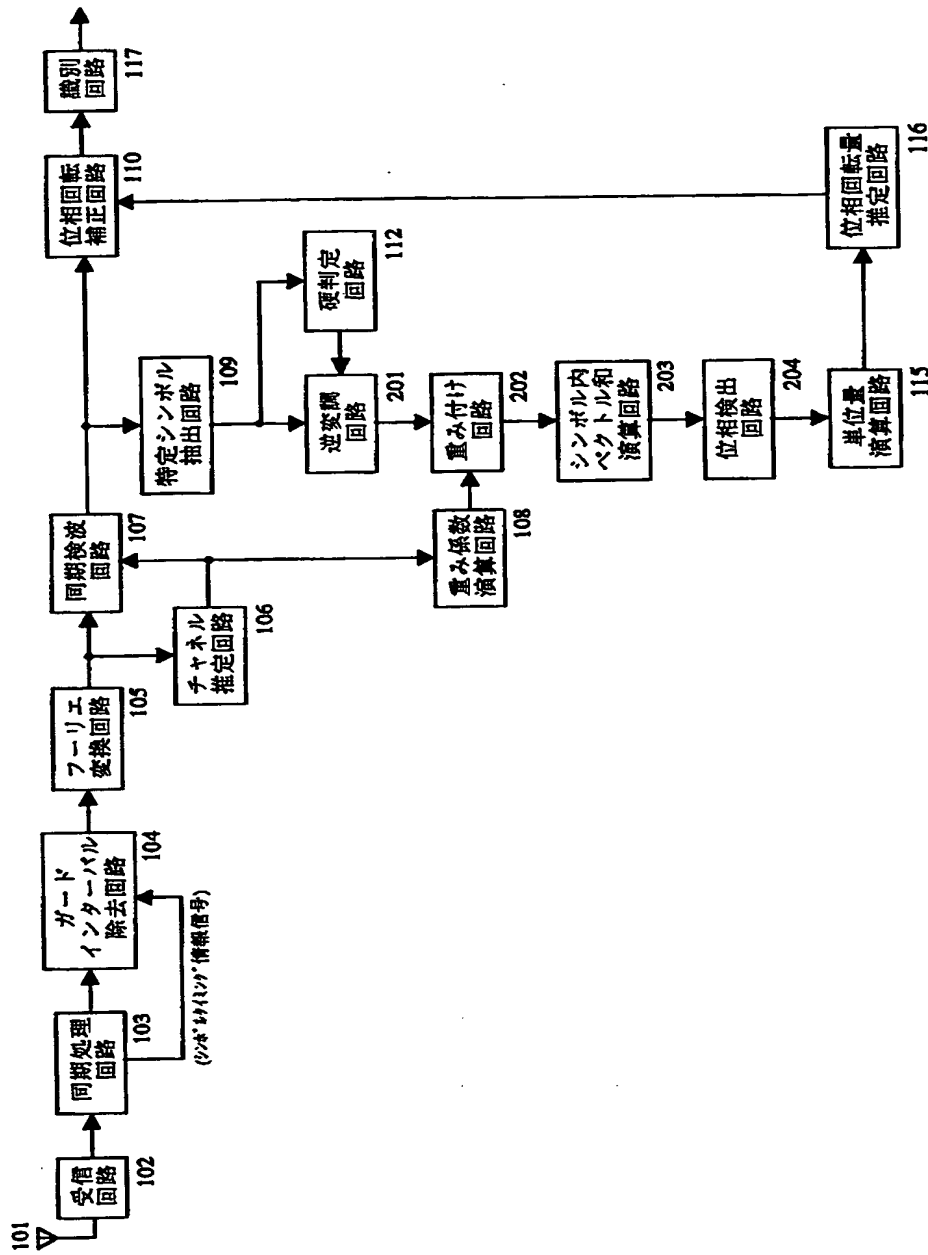 101
受信
回路
102
同期処理
回路
103
(シンボルタイミング情報信号)
ガード
インターバル
除去回路
104
フーリエ
変換回路
105
同期検波
回路
107
チャネル
推定回路
106
位相回転
補正回路
110
識別
回路
117
特定シンボル
抽出回路
109
硬判定
回路
112
逆変調
回路
201
重み係数
演算回路
108
重み付け
回路
202
シンボル内
ベクトル和
演算回路
203
位相検出
回路
204
単位量
演算回路
115
位相回転量
推定回路
116